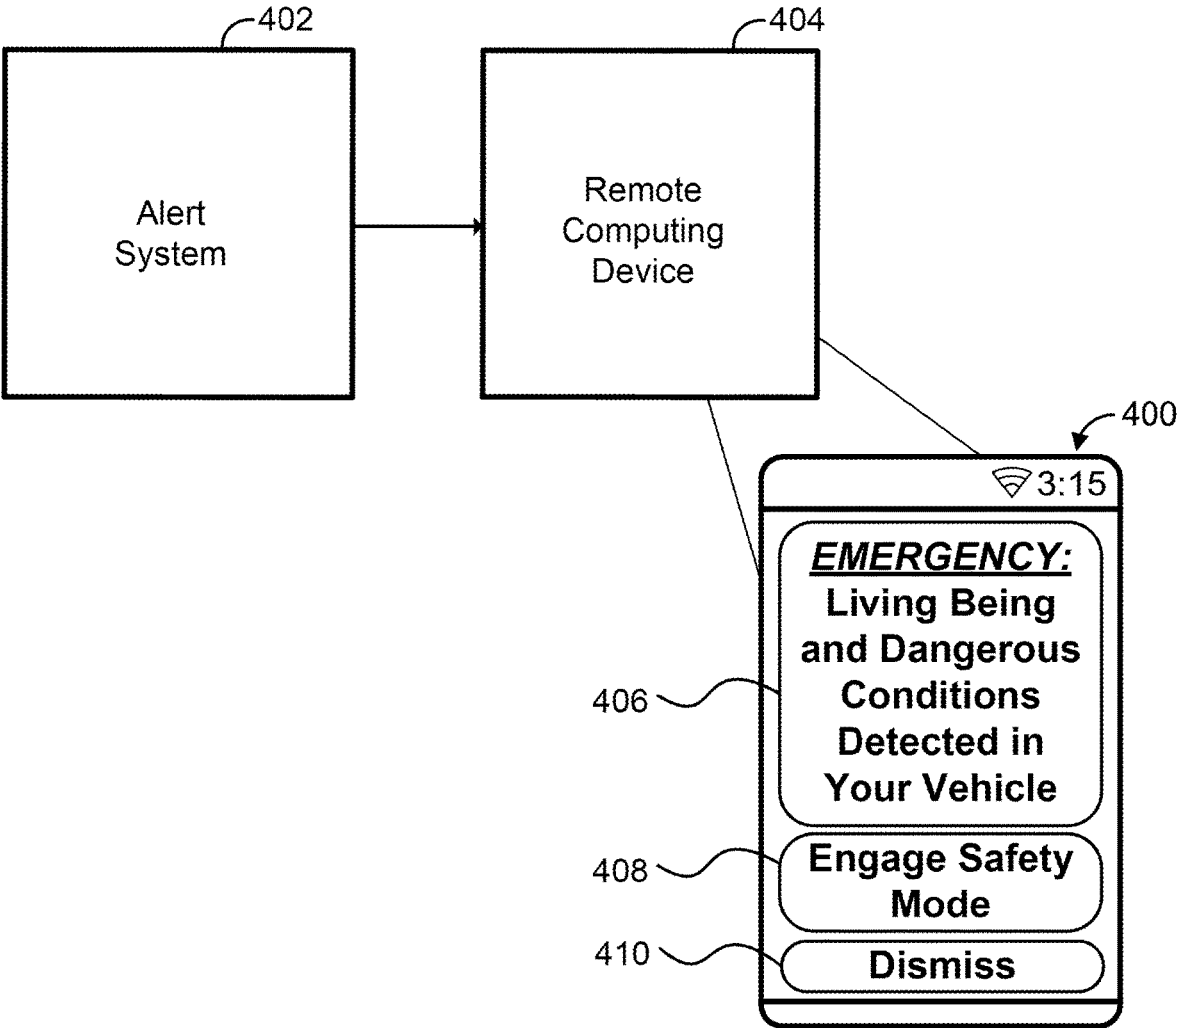 402
404
Alert
System
Remote
Computing
Device
400
3:15
EMERGENCY:
Living Being
and Dangerous
Conditions
Detected in
Your Vehicle
406
Engage Safety
Mode
408
Dismiss
410